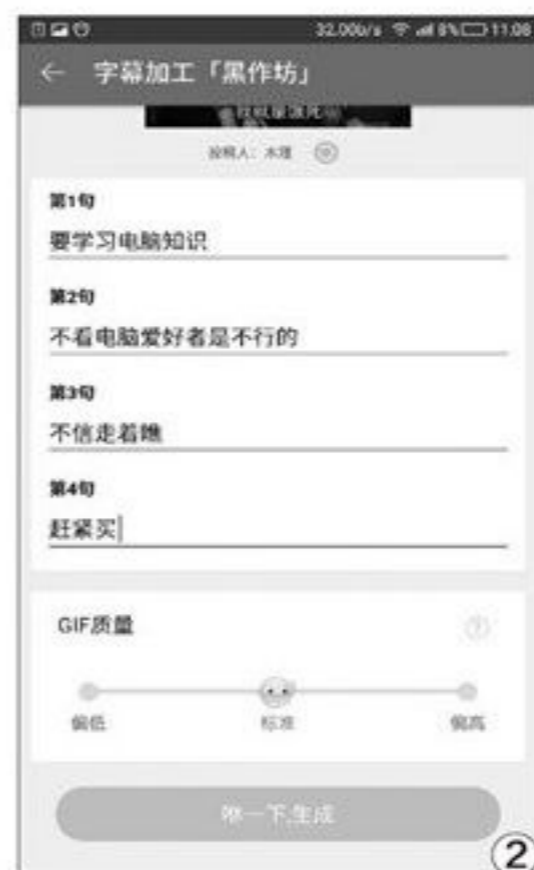 32.00b/s 8% 11:08
← 字幕加工「黑作坊」
投稿人：木理
第1句
要学习电脑知识
第2句
不看电脑爱好者是不行的
第3句
不信走着瞧
第4句
赶紧买
GIF质量
?
偏低 标准 偏高
咻一下,生成
②